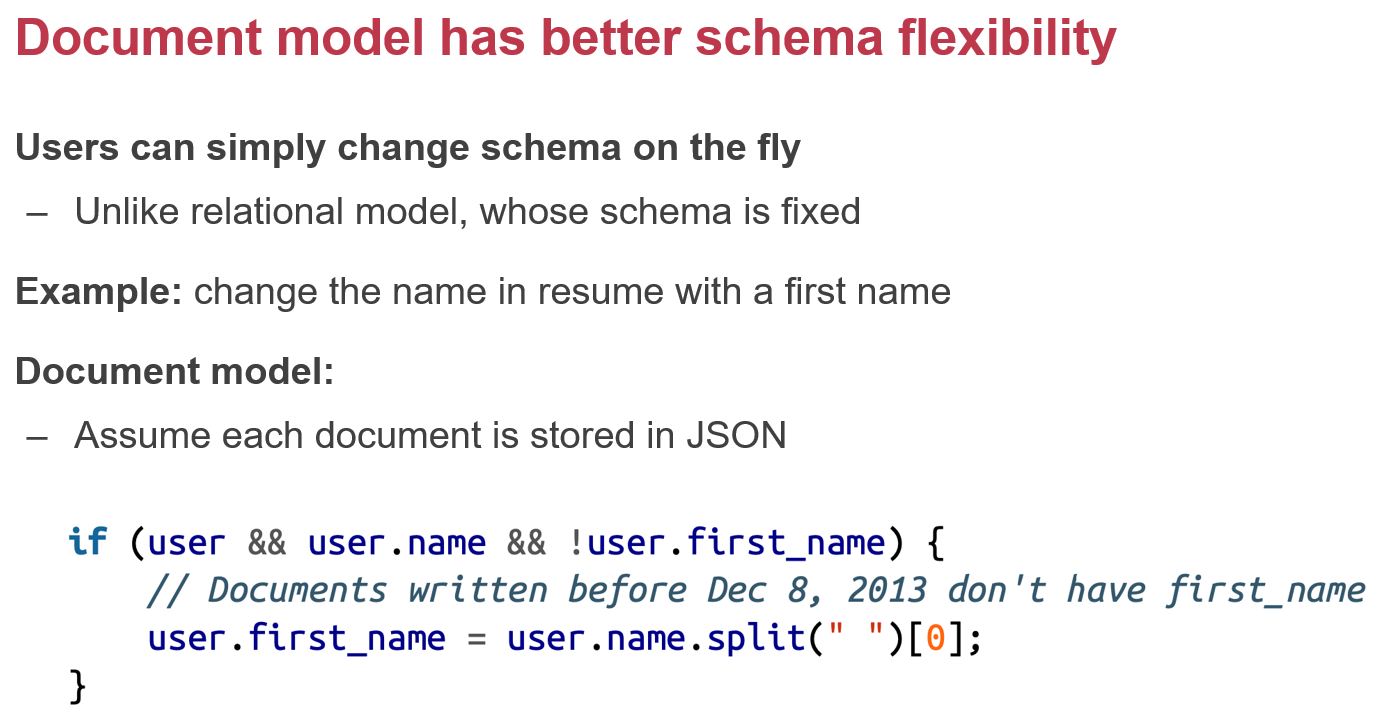 Document model has better schema flexibility
Users can simply change schema on the fly
– Unlike relational model, whose schema is fixed
Example: change the name in resume with a first name
Document model:
– Assume each document is stored in JSON
if (user && user.name && !user.first_name) {
    // Documents written before Dec 8, 2013 don't have first_name
    user.first_name = user.name.split(" ")[0];
}